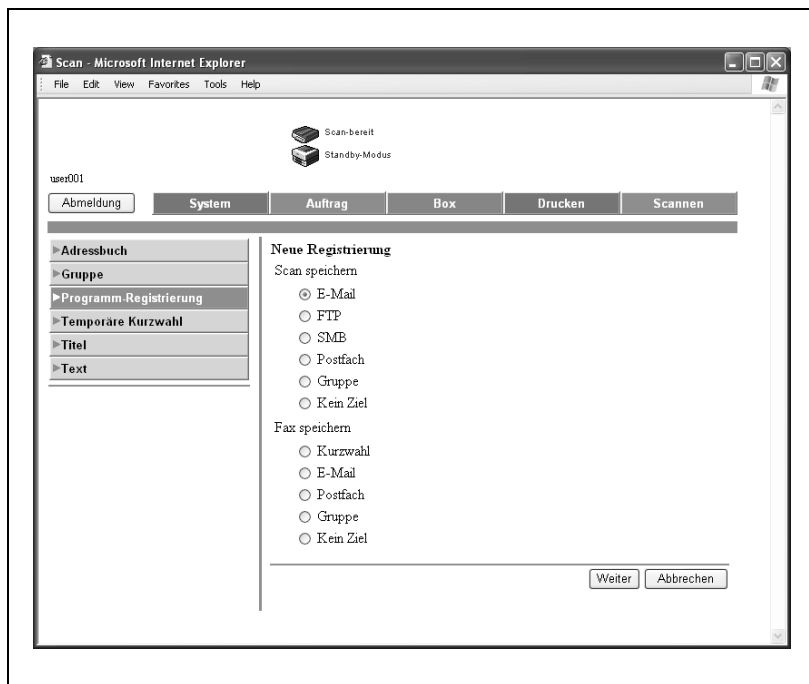 Scan - Microsoft Internet Explorer
File Edit View Favorites Tools Help
Scan-bereit
Standby-Modus
user001
Abmeldung System Auftrag Box Drucken Scannen
Adressbuch
Gruppe
Programm-Registrierung
Temporäre Kurzwahl
Titel
Text
Neue Registrierung
Scan speichern
E-Mail
FTP
SMB
Postfach
Gruppe
Kein Ziel
Fax speichern
Kurzwahl
E-Mail
Postfach
Gruppe
Kein Ziel
Weiter Abbrechen